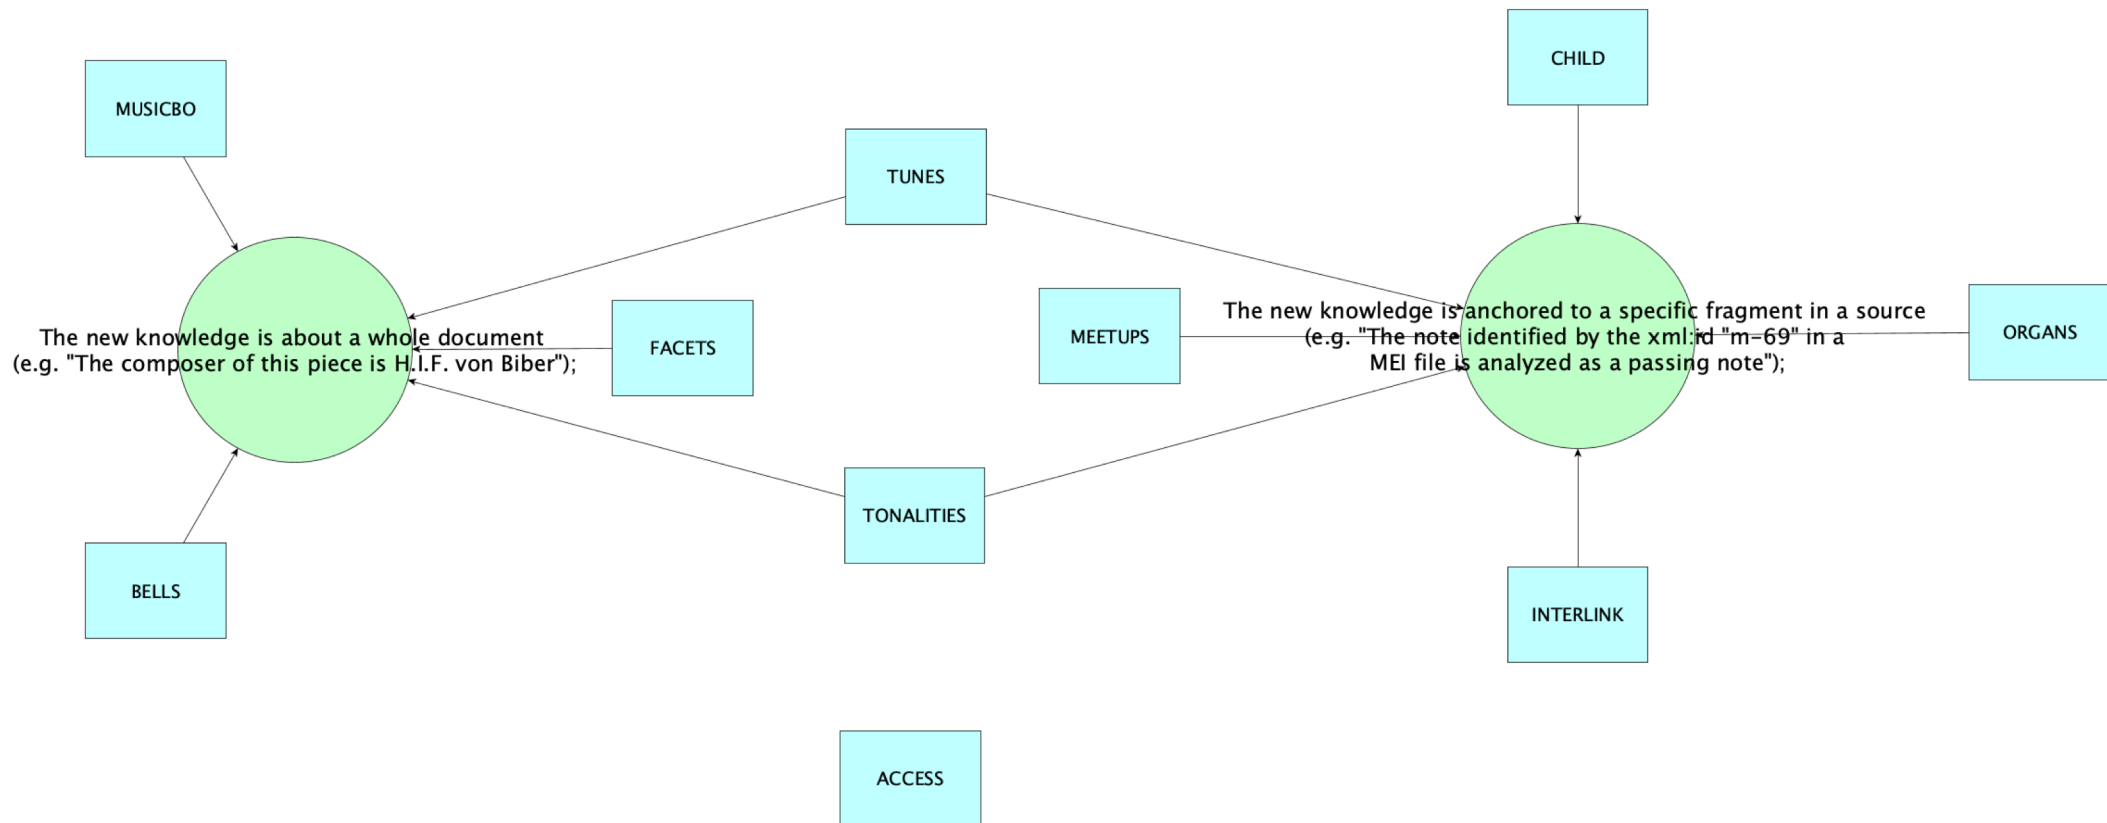 CHILD
MUSICBO
TUNES
The new knowledge is about a whole document
(e.g. "The composer of this piece is H.I.F. von Biber");
FACETS
MEETUPS
The new knowledge is anchored to a specific fragment in a source
(e.g. "The note identified by the xml:id "m-69" in a
MEI file is analyzed as a passing note");
ORGANS
TONALITIES
BELLS
INTERLINK
ACCESS